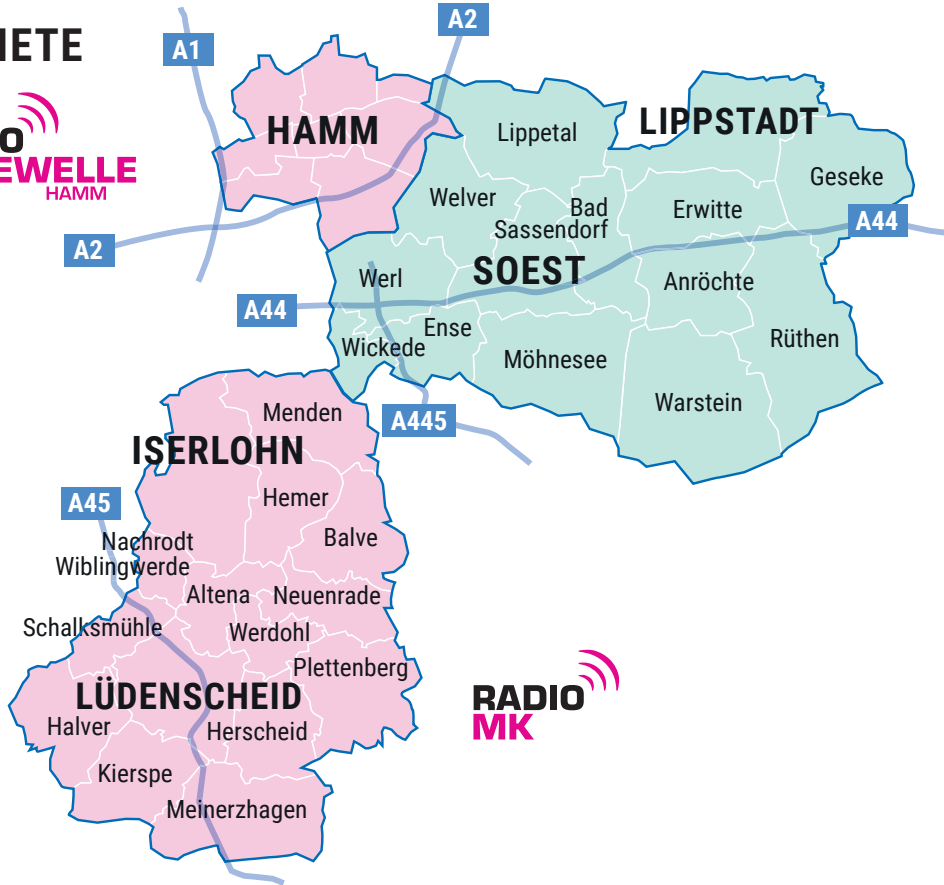 IETE
A1
A2
O
EWELLE
HAMM
HAMM
A2
LIPPSTADT
Lippetal
Geseke
Welver
Bad
Sassendorf
Erwitte
A44
SOEST
Werl
Anröchte
A44
Ense
Wickede
Möhnesee
Rüthen
Warstein
A445
Menden
ISERLOHN
Hemer
A45
Nachrodt
Wiblingwerde
Balve
Altena
Neuenrade
Schalksmühle
Werdohl
Plettenberg
LÜDENSCHEID
Halver
Herscheid
Kierspe
Meinerzhagen
RADIO
MK